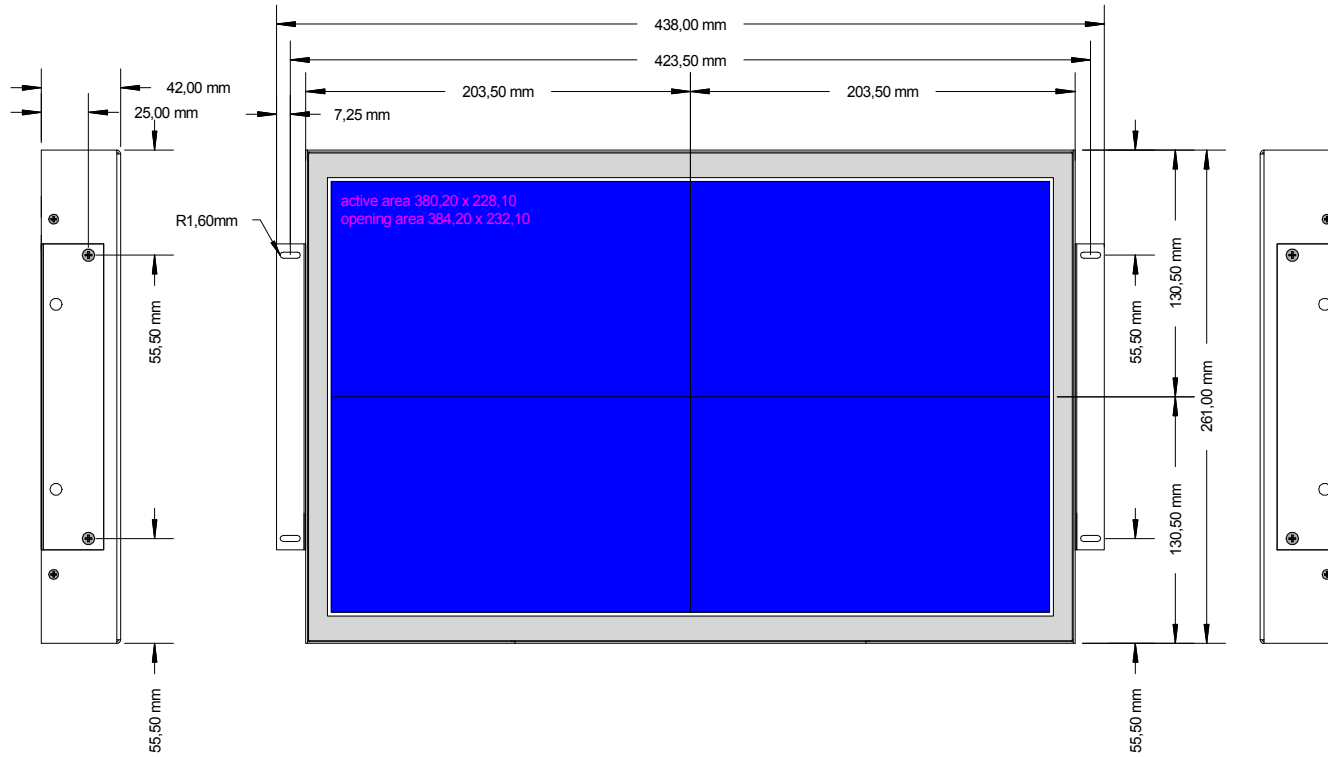 438,00 mm
423,50 mm
42,00 mm
203,50 mm
203,50 mm
25,00 mm
7,25 mm
active area 380,20 x 228,10
opening area 384,20 x 232,10
R1,60mm
55,50 mm
55,50 mm
130,50 mm
261,00 mm
130,50 mm
55,50 mm
55,50 mm